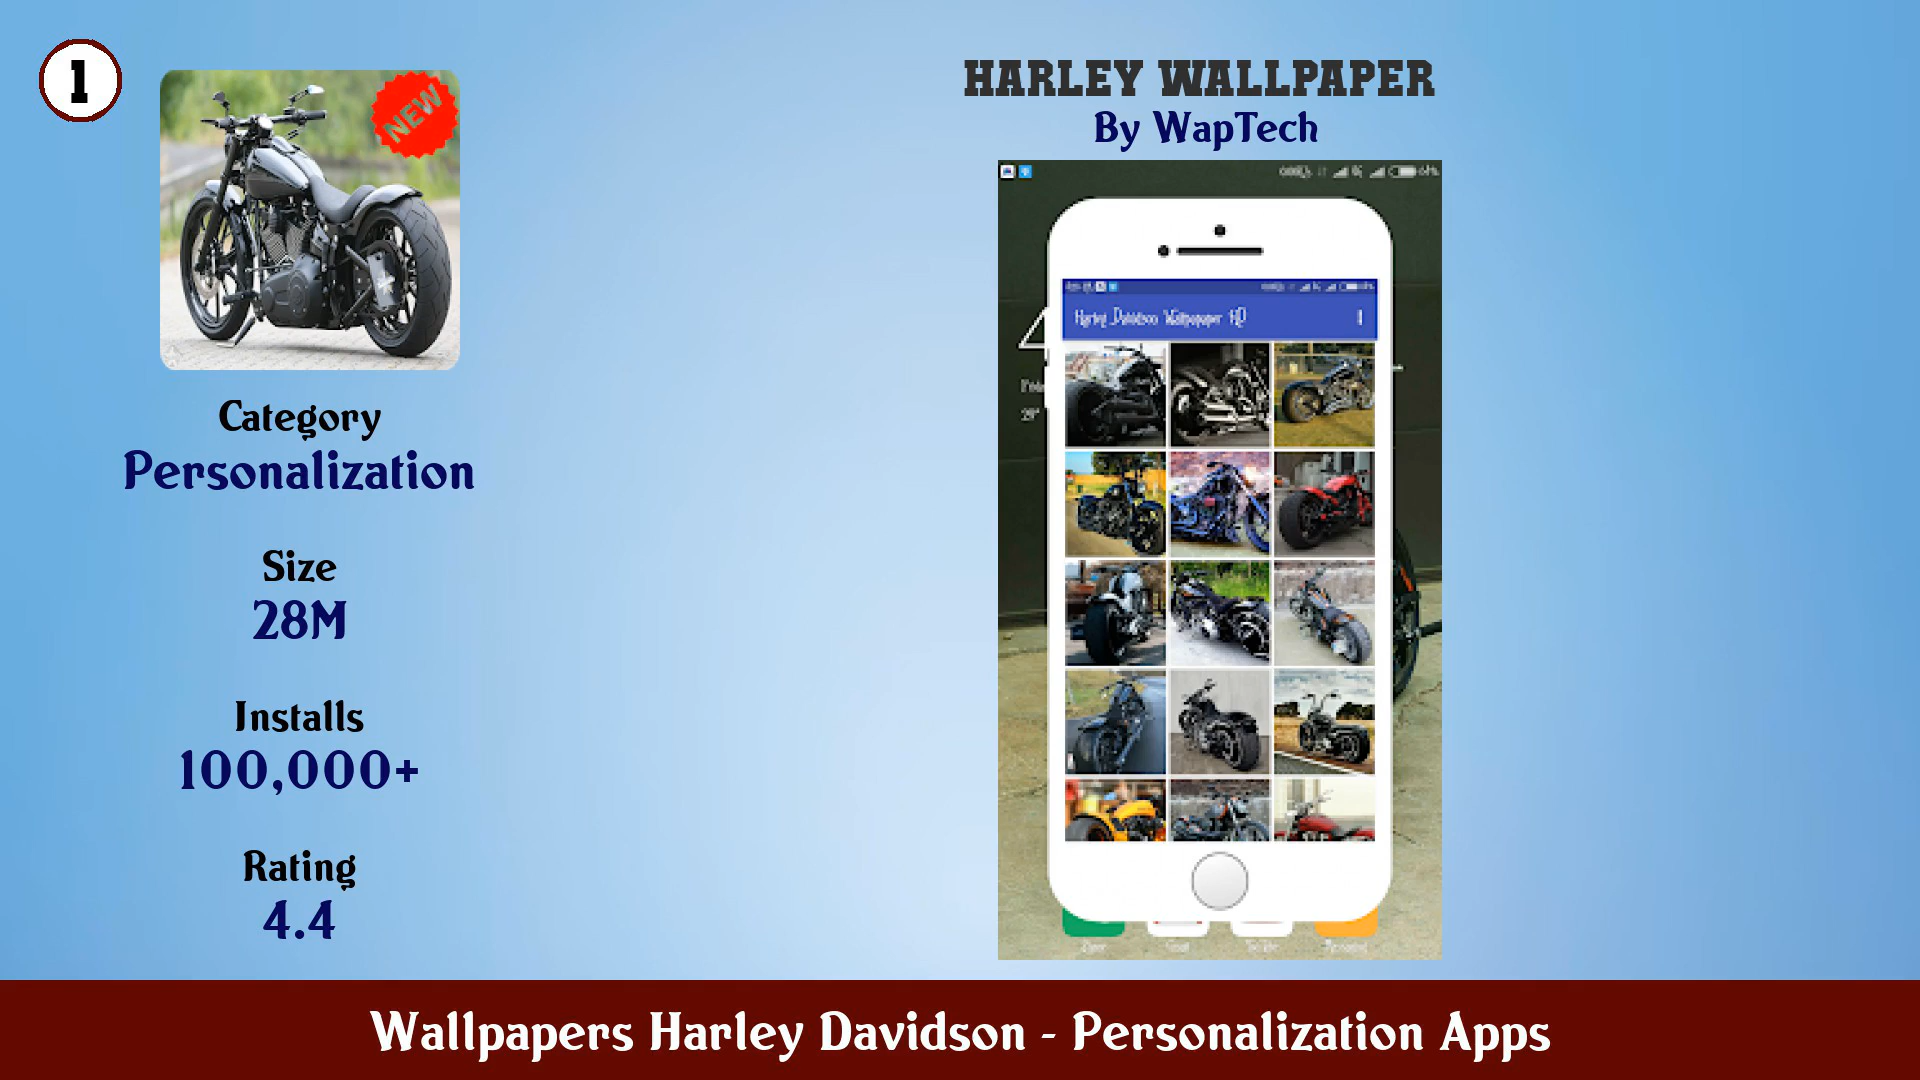 1
NEW
HARLEY WALLPAPER
By WapTech
Category
Personalization
Size
28M
Installs
100,000+
Rating
4.4
Wallpapers Harley Davidson - Personalization Apps